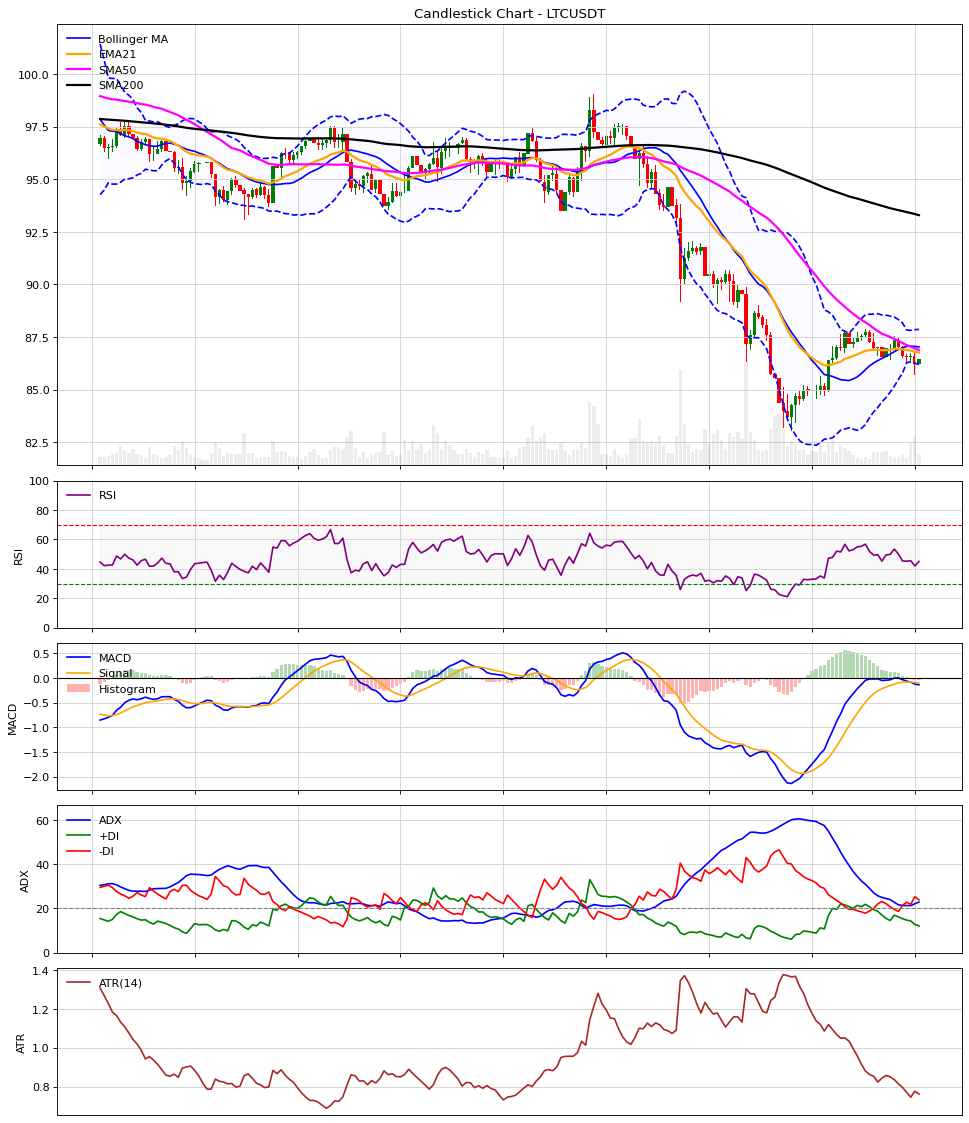 Candlestick Chart - LTCUSDT
Bollinger MA
EMA21
SMA50
SMA200
100.0
97.5
95.0
92.5
90.0
87.5
85.0
82.5
RSI
100
80
60
40
20
0
RSI
MACD
Signal
Histogram
0.5
0.0
−0.5
−1.0
−1.5
−2.0
MACD
ADX
+DI
-DI
60
40
20
0
ADX
ATR(14)
1.4
1.2
1.0
0.8
ATR